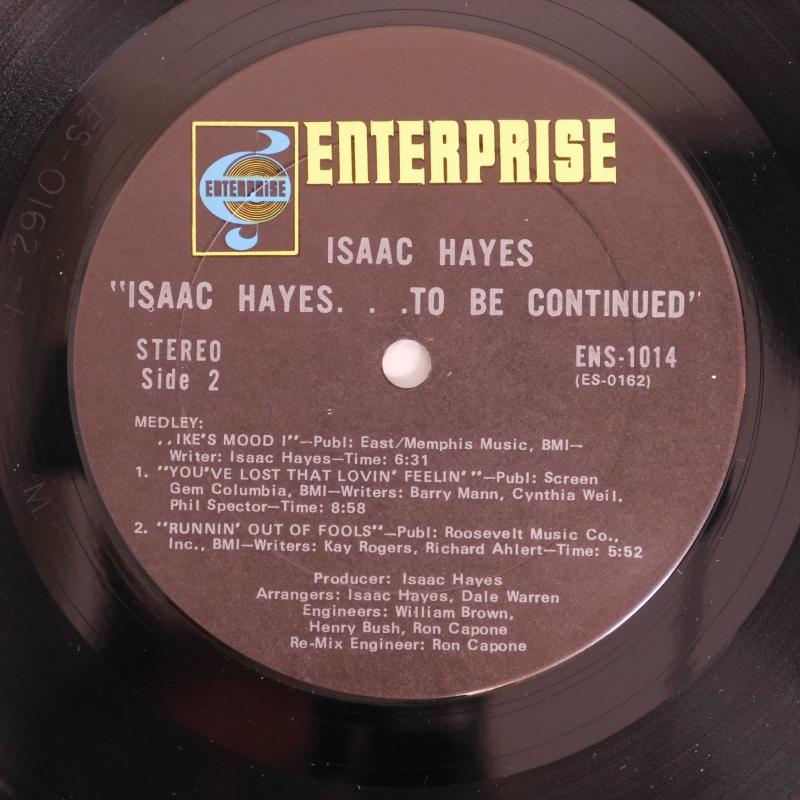 ENTERPRISE
ENTERPRISE
ISAAC HAYES
"ISAAC HAYES. . .TO BE CONTINUED"
STEREO
Side 2
ENS-1014
(ES-0162)
MEDLEY:
,,IKE'S MOOD I"—Publ: East/Memphis Music, BMI—
Writer: Isaac Hayes—Time: 6:31
1. "YOU'VE LOST THAT LOVIN' FEELIN'"—Publ: Screen
Gem Columbia, BMI—Writers: Barry Mann, Cynthia Weil.
Phil Spector—Time: 8:58
2. "RUNNIN' OUT OF FOOLS"—Publ: Roosevelt Music Co.,
Inc., BMI—Writers: Kay Rogers, Richard Ahlert—Time: 5:52
Producer: Isaac Hayes
Arrangers: Isaac Hayes, Dale Warren
Engineers: William Brown,
Henry Bush, Ron Capone
Re-Mix Engineer: Ron Capone
ES-0162